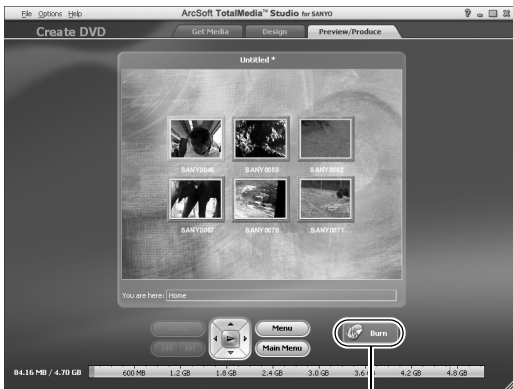 File Options Help ArcSoft TotalMedia™ Studio for SANYO
Create DVD Get Media Design Preview/Produce
Untitled *
SANY0046 SANY0059 SANY0062
SANY0067 SANY0070 SANY0071
You are here: Home
Menu
Burn
Main Menu
84.16 MB / 4.70 GB 600 MB 1.2 GB 1.8 GB 2.4 GB 3.0 GB 4.2 GB 4.8 GB